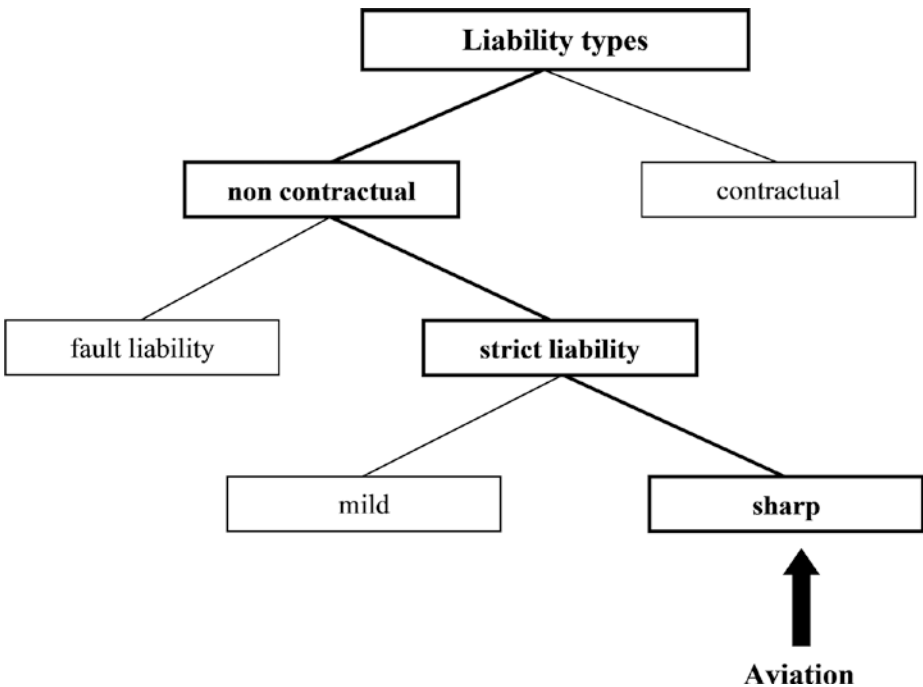 Liability types
non contractual
contractual
fault liability
strict liability
mild
sharp
Aviation